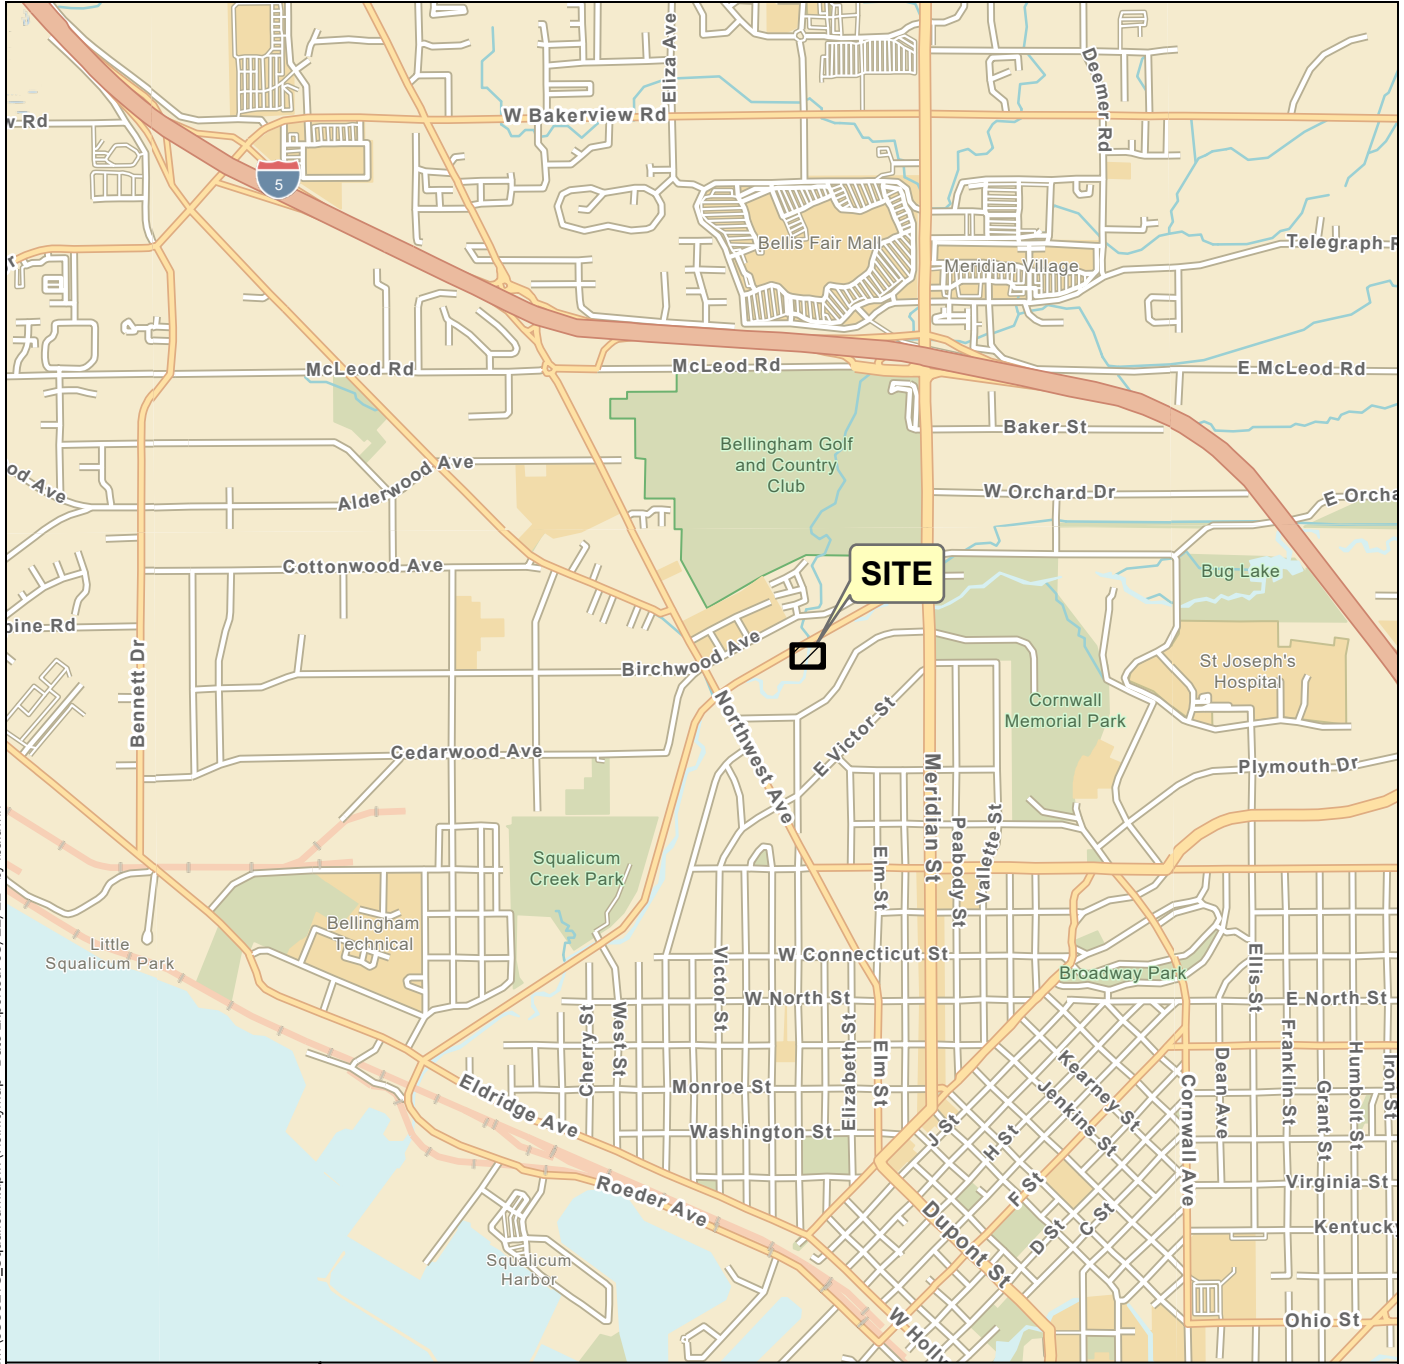 Eliza Ave
Deemer Rd
W Bakerview Rd
w Rd
5
Bellis Fair Mall
Telegraph R
Meridian Village
McLeod Rd
McLeod Rd
E McLeod Rd
Baker St
Bellingham Golf
and Country
Club
Alderwood Ave
od Ave
W Orchard Dr
E Orcha
Cottonwood Ave
SITE
Bug Lake
pine Rd
Birchwood Ave
Bennett Dr
St Joseph's
Hospital
Cornwall
Memorial Park
Northwest Ave
E Victor St
Cedarwood Ave
Meridian St
Plymouth Dr
Peabody St
Vallette St
Elm St
Squalicum
Creek Park
Bellingham
Technical
Little
Squalicum Park
W Connecticut St
Victor St
Broadway Park
Ellis St
W North St
E North St
Cherry St
West St
Elizabeth St
Elm St
Franklin St
Dean Ave
Humbolt St
Iron St
Grant St
Kearney St
Jenkins St
Cornwall Ave
Monroe St
Eldridge Ave
Washington St
J St
H St
F St
D St
C St
Virginia St
Roeder Ave
Dupont St
Kentucky
Squalicum
Harbor
Ohio St
W Holly